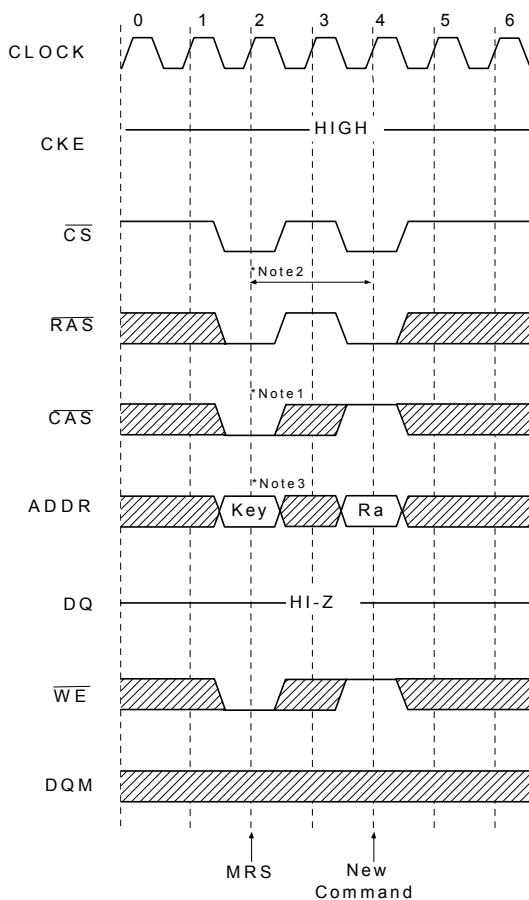 0 1 2 3 4 5 6
CLOCK
HIGH
CKE
CS
*Note2
RAS
*Note1
CAS
*Note3
ADDR Key Ra
DQ HI-Z
WE
DQM
MRS New
Command